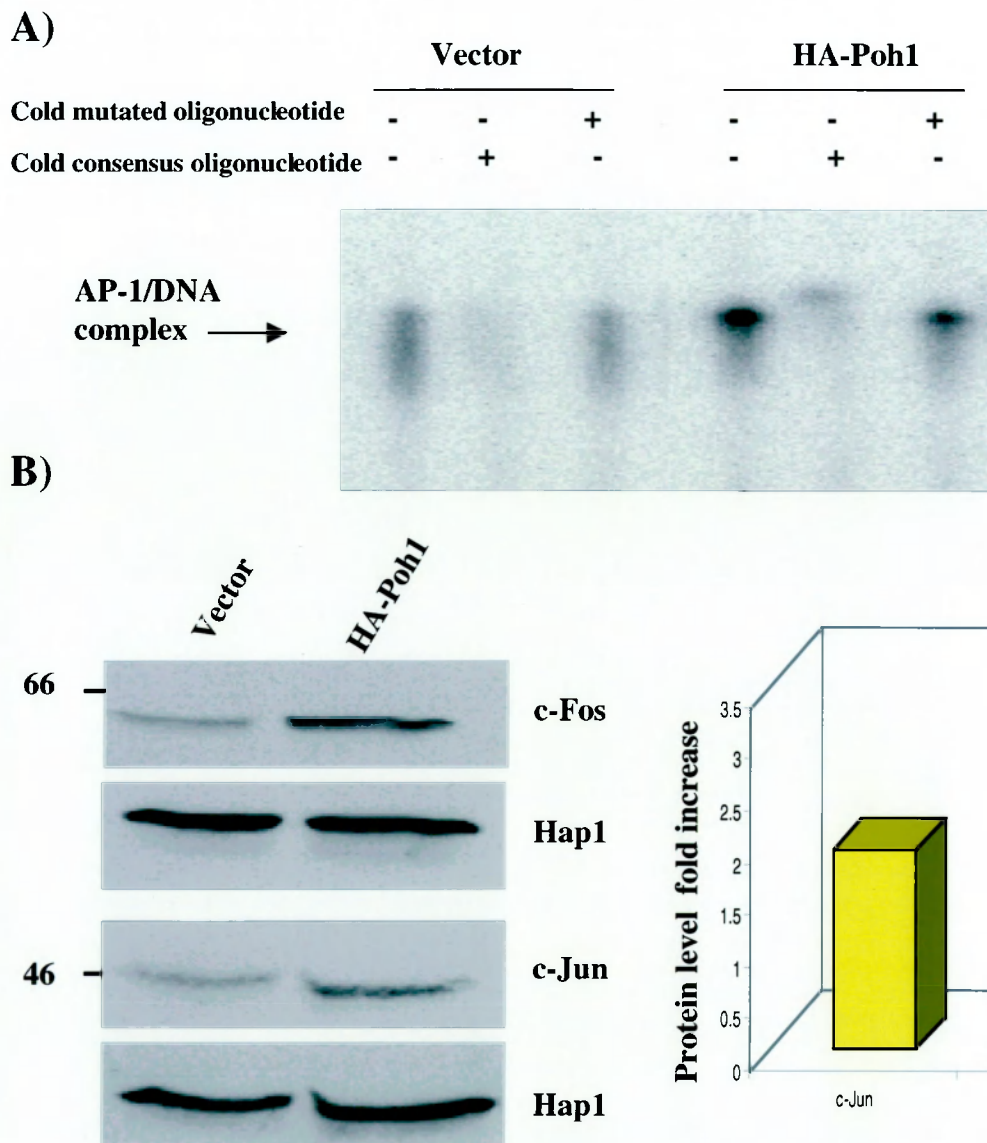 A)
Vector HA-Poh1
Cold mutated oligonucleotide - - + - - +
Cold consensus oligonucleotide - + - - + -
AP-1/DNA
complex
B)
Vector HA-Poh1
66
c-Fos
Hap1
46
c-Jun
Hap1
Protein level fold increase
3.5
3
2.5
2
1.5
1
0.5
0
c-Jun